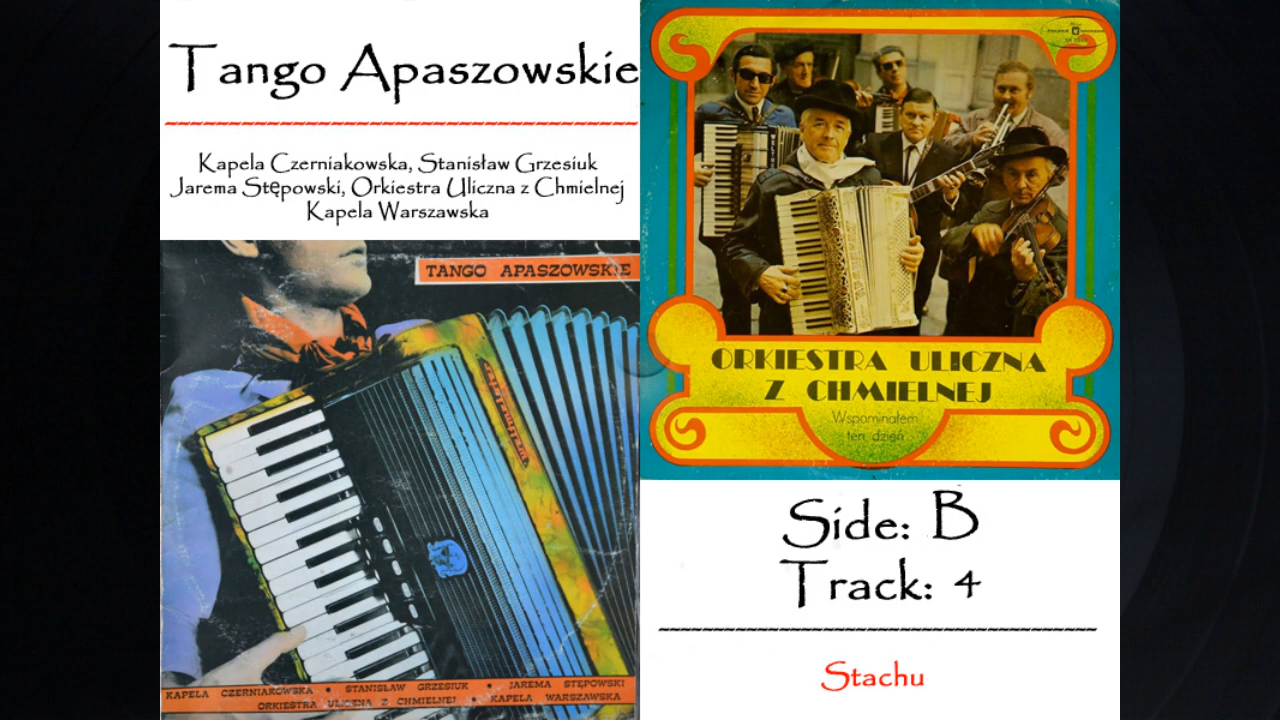 Tango Apaszowskie
Kapela Czerniakowska, Stanisław Grzesiuk
Jarema Stępowski, Orkiestra Uliczna z Chmielnej
Kapela Warszawska
TANGO APASZOWSKIE
Weltmeister
KAPELA CZERNIAKOWSKA • STANISŁAW GRZESIUK • JAREMA STĘPOWSKI
ORKIESTRA ULICZNA Z CHMIELNEJ • KAPELA WARSZAWSKA
ORKIESTRA ULICZNA
Z CHMIELNEJ
Wspominałem
ten dzień
Side: B
Track: 4
Stachu